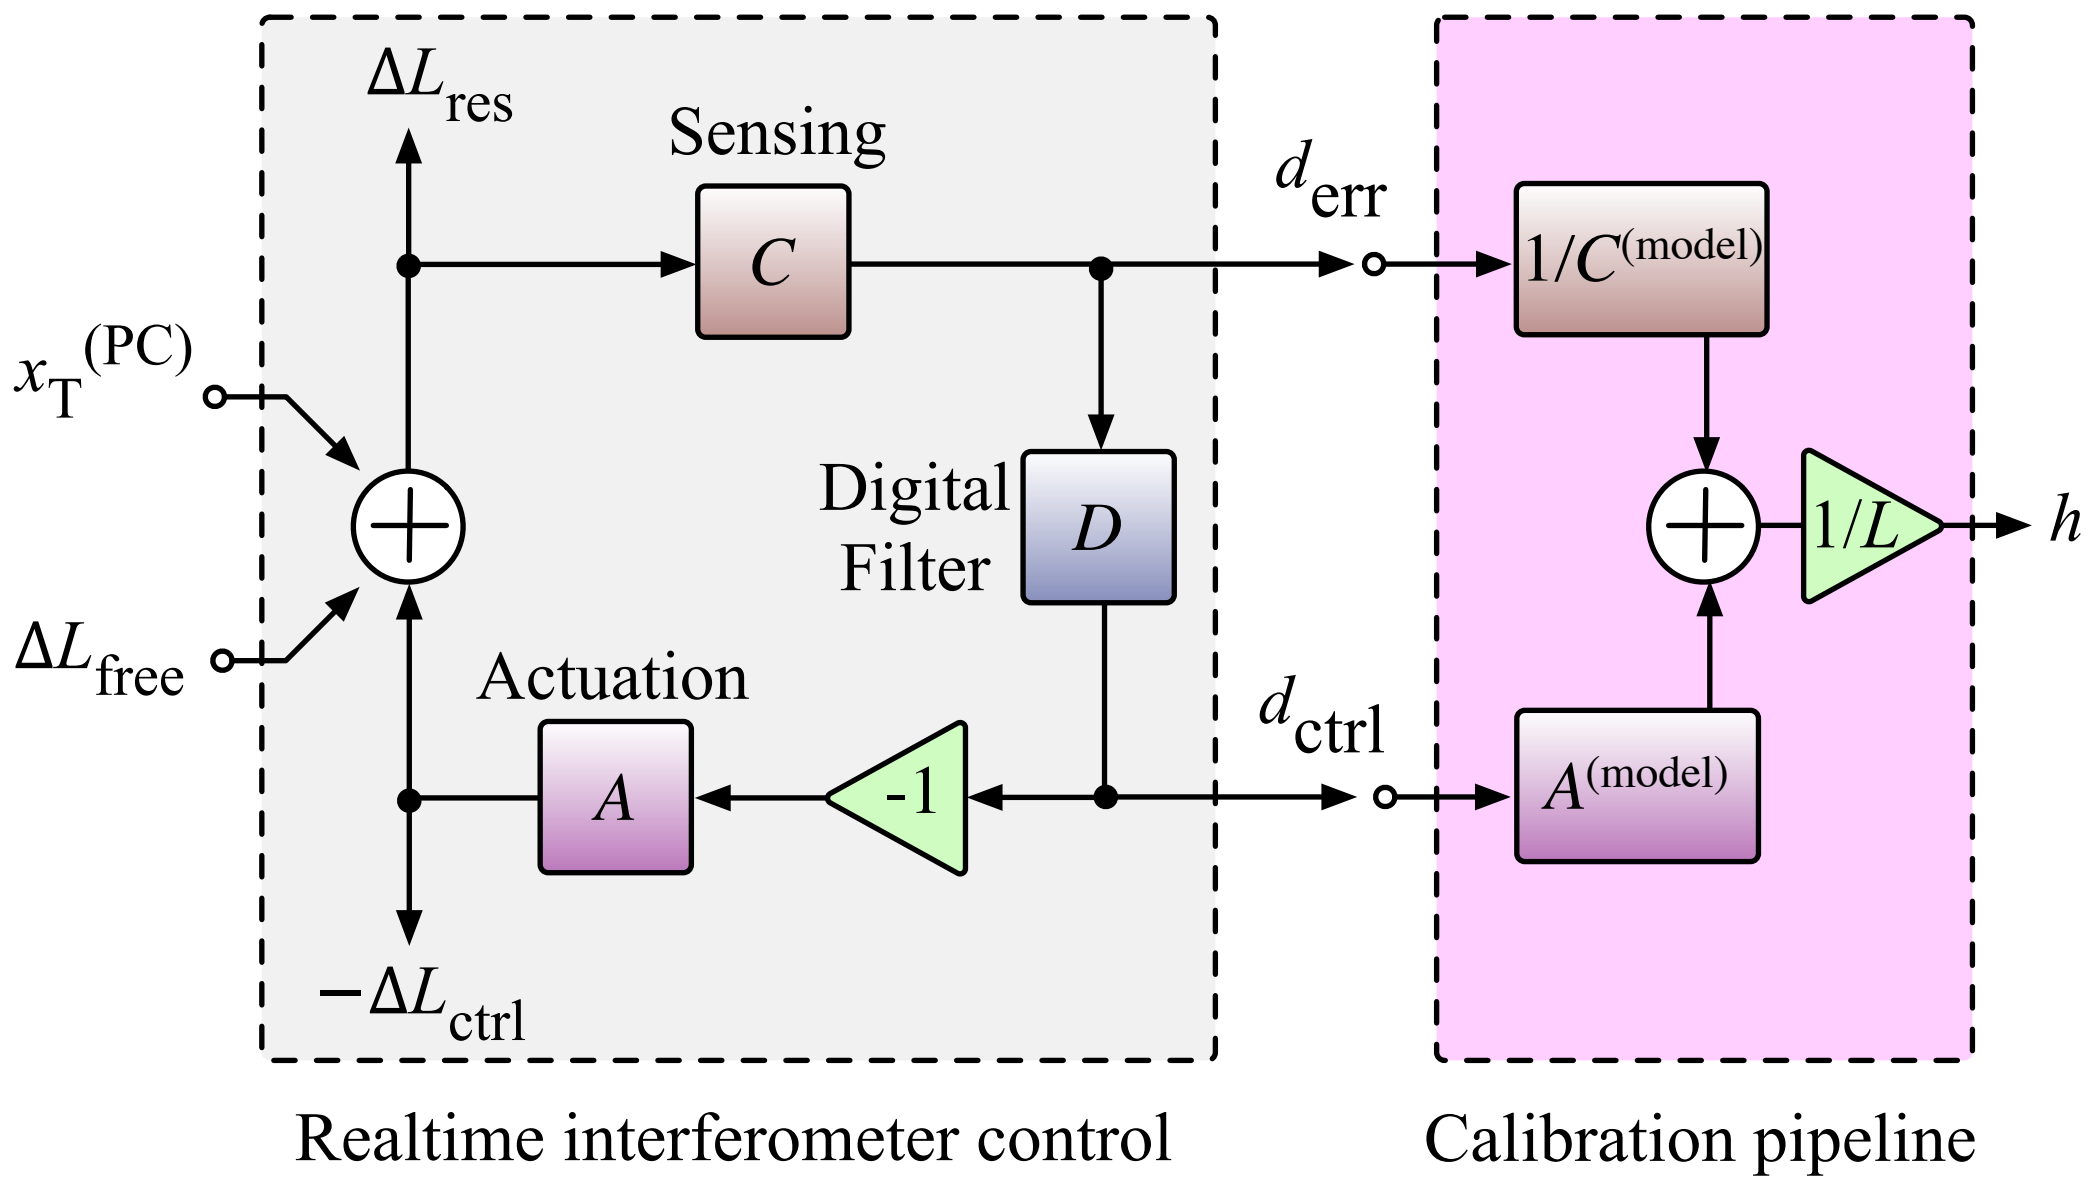 ΔL_res
Sensing
C
d_err
1/C^(model)
x_T^(PC)
Digital
Filter
D
1/L
h
ΔL_free
Actuation
A
-1
d_ctrl
A^(model)
−ΔL_ctrl
Realtime interferometer control
Calibration pipeline